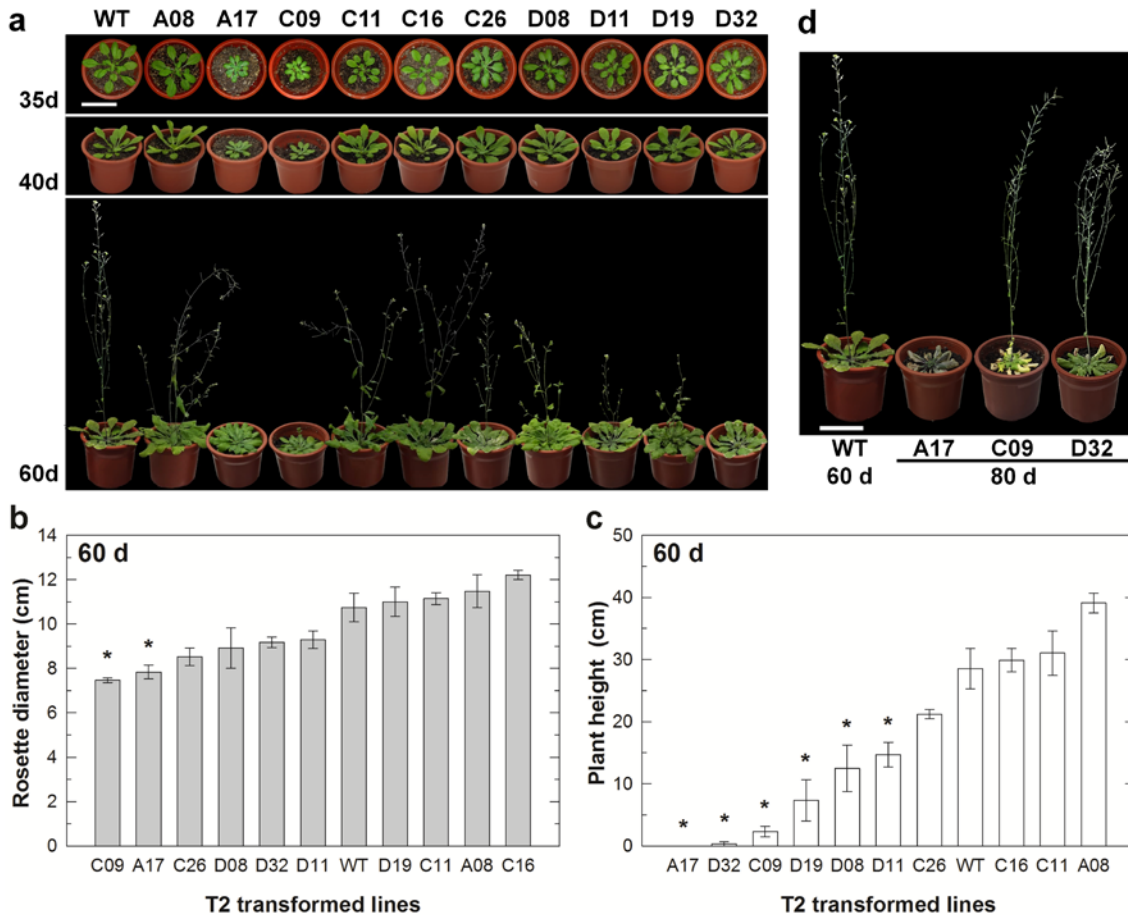 a
WT A08 A17 C09 C11 C16 C26 D08 D11 D19 D32
35d
40d
60d
d
WT A17 C09 D32
60 d 80 d
b
60 d
Rosette diameter (cm)
14
12
10
8
6
4
2
0
C09 A17 C26 D08 D32 D11 WT D19 C11 A08 C16
* *
T2 transformed lines
c
60 d
Plant height (cm)
50
40
30
20
10
0
* * * * * *
A17 D32 C09 D19 D08 D11 C26 WT C16 C11 A08
T2 transformed lines